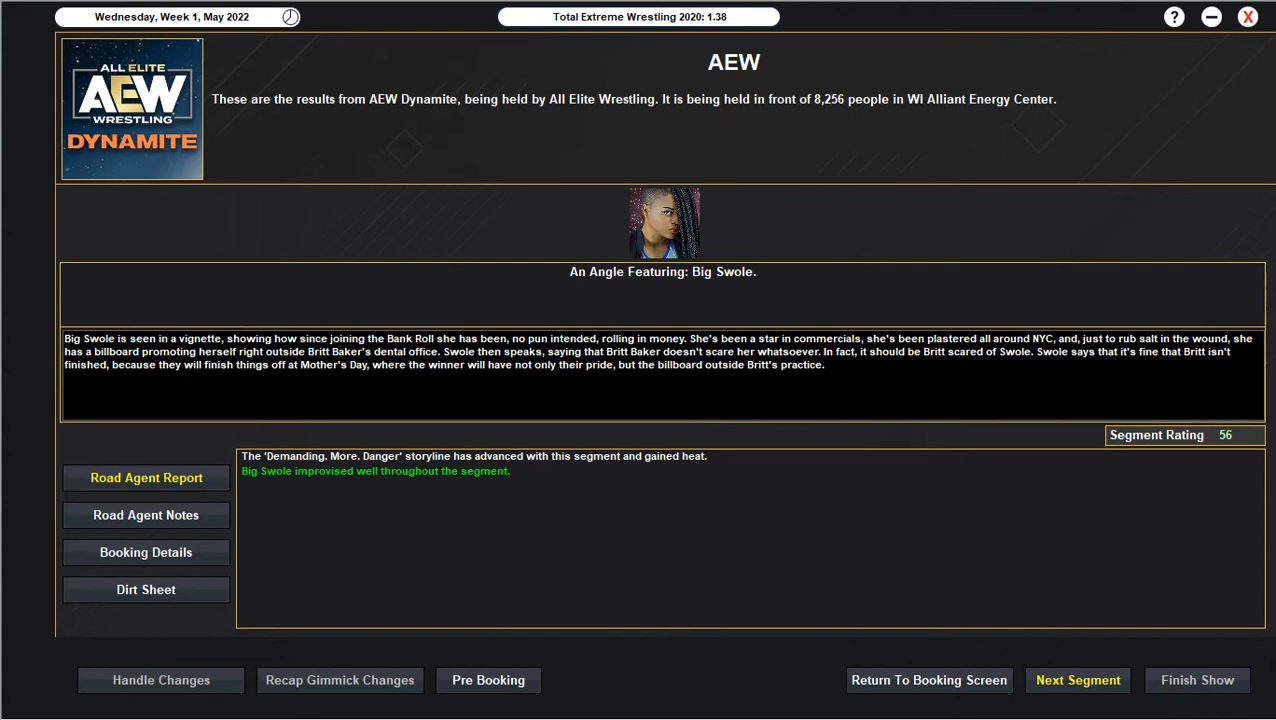 Wednesday, Week 1, May 2022
Total Extreme Wrestling 2020: 1.38
?
X
ALL ELITE
AEW
WRESTLING
DYNAMITE
AEW
These are the results from AEW Dynamite, being held by All Elite Wrestling. It is being held in front of 8,256 people in WI Alliant Energy Center.
An Angle Featuring: Big Swole.
Big Swole is seen in a vignette, showing how since joining the Bank Roll she has been, no pun intended, rolling in money. She's been a star in commercials, she's been plastered all around NYC, and, just to rub salt in the wound, she
has a billboard promoting herself right outside Britt Baker's dental office. Swole then speaks, saying that Britt Baker doesn't scare her whatsoever. In fact, it should be Britt scared of Swole. Swole says that it's fine that Britt isn't
finished, because they will finish things off at Mother's Day, where the winner will have not only their pride, but the billboard outside Britt's practice.
Segment Rating 56
Road Agent Report
Road Agent Notes
Booking Details
Dirt Sheet
The 'Demanding. More. Danger' storyline has advanced with this segment and gained heat.
Big Swole improvised well throughout the segment.
Handle Changes
Recap Gimmick Changes
Pre Booking
Return To Booking Screen
Next Segment
Finish Show